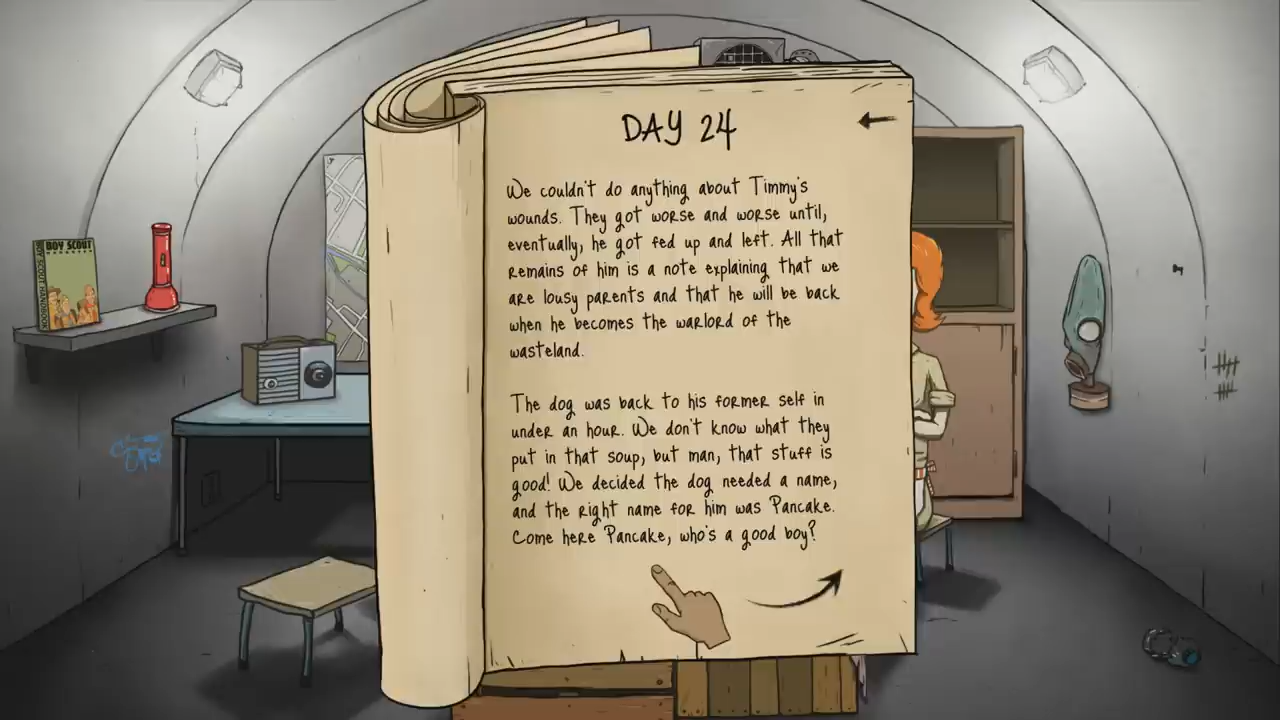 DAY 24
We couldn't do anything about Timmy's
wounds. They got worse and worse until,
eventually, he got fed up and left. All that
remains of him is a note explaining that we
are lousy parents and that he will be back
when he becomes the warlord of the
wasteland.
The dog was back to his former self in
under an hour. We don't know what they
put in that soup, but man, that stuff is
good! We decided the dog needed a name,
and the right name for him was Pancake.
Come here Pancake, who's a good boy?
BOY SCOUT
BOY SCOUT HANDBOOK